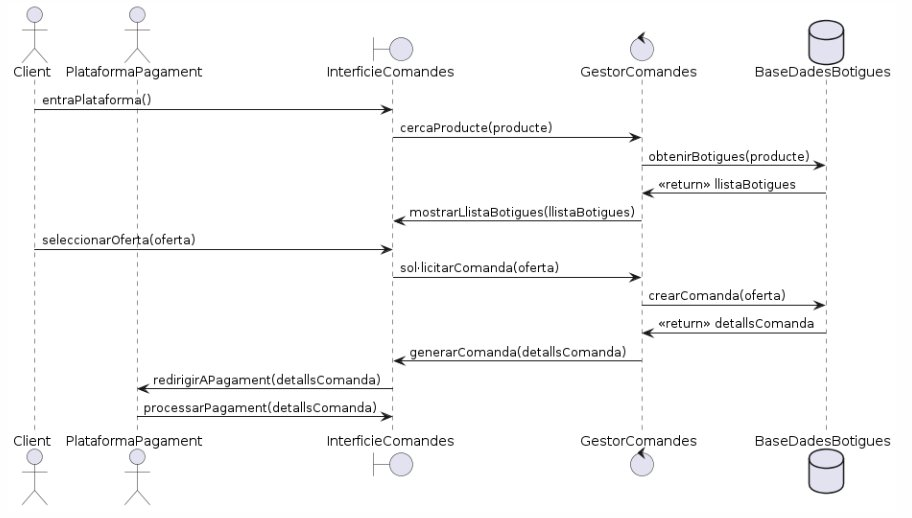 Client
PlataformaPagament
InterficieComandes
GestorComandes
BaseDadesBotigues
entraPlataforma()
cercaProducte(producte)
obtenirBotigues(producte)
«return» llistaBotigues
mostrarLlistaBotigues(llistaBotigues)
seleccionarOferta(oferta)
sol·licitarComanda(oferta)
crearComanda(oferta)
«return» detallsComanda
generarComanda(detallsComanda)
redirigirAPagament(detallsComanda)
processarPagament(detallsComanda)
Client
PlataformaPagament
InterficieComandes
GestorComandes
BaseDadesBotigues